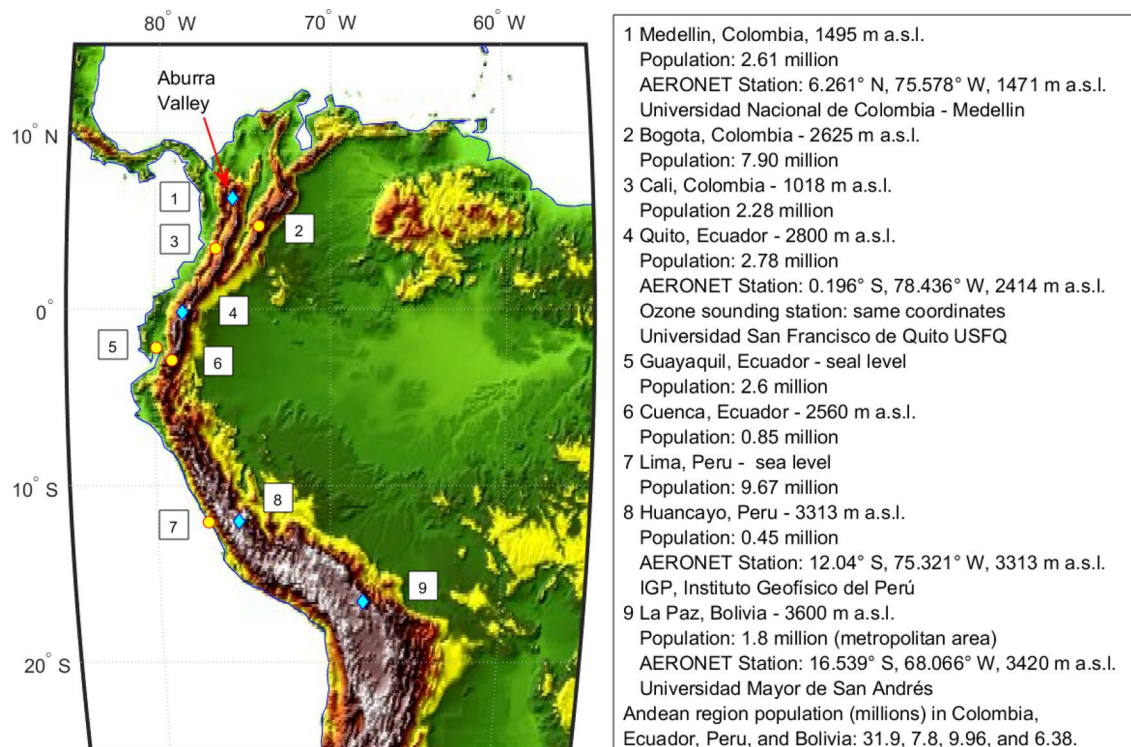 80° W 70° W 60° W
Aburra
Valley
10° N
1
2
3
0°
4
5
6
10° S
8
7
9
20° S
1 Medellin, Colombia, 1495 m a.s.l.
Population: 2.61 million
AERONET Station: 6.261° N, 75.578° W, 1471 m a.s.l.
Universidad Nacional de Colombia - Medellin
2 Bogota, Colombia - 2625 m a.s.l.
Population: 7.90 million
3 Cali, Colombia - 1018 m a.s.l.
Population 2.28 million
4 Quito, Ecuador - 2800 m a.s.l.
Population: 2.78 million
AERONET Station: 0.196° S, 78.436° W, 2414 m a.s.l.
Ozone sounding station: same coordinates
Universidad San Francisco de Quito USFQ
5 Guayaquil, Ecuador - seal level
Population: 2.6 million
6 Cuenca, Ecuador - 2560 m a.s.l.
Population: 0.85 million
7 Lima, Peru - sea level
Population: 9.67 million
8 Huancayo, Peru - 3313 m a.s.l.
Population: 0.45 million
AERONET Station: 12.04° S, 75.321° W, 3313 m a.s.l.
IGP, Instituto Geofísico del Perú
9 La Paz, Bolivia - 3600 m a.s.l.
Population: 1.8 million (metropolitan area)
AERONET Station: 16.539° S, 68.066° W, 3420 m a.s.l.
Universidad Mayor de San Andrés
Andean region population (millions) in Colombia,
Ecuador, Peru, and Bolivia: 31.9, 7.8, 9.96, and 6.38.